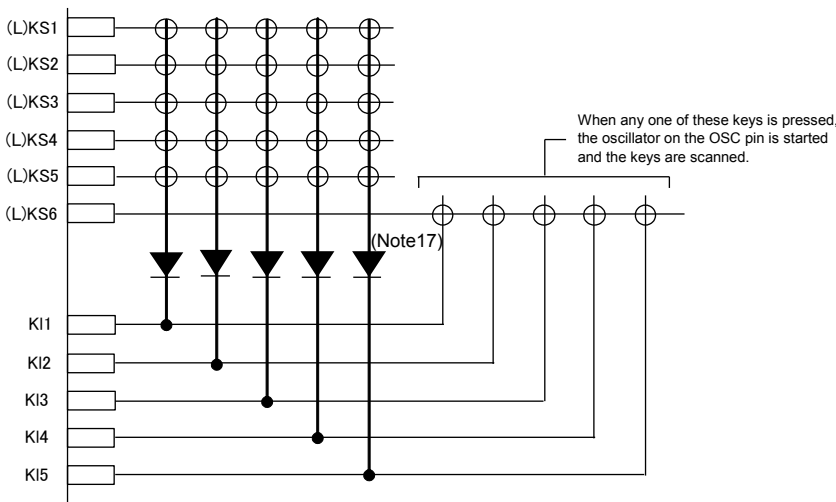 (L)KS1
(L)KS2
(L)KS3
(L)KS4
(L)KS5
(L)KS6
When any one of these keys is pressed,
the oscillator on the OSC pin is started
and the keys are scanned.
(Note17)
KI1
KI2
KI3
KI4
KI5